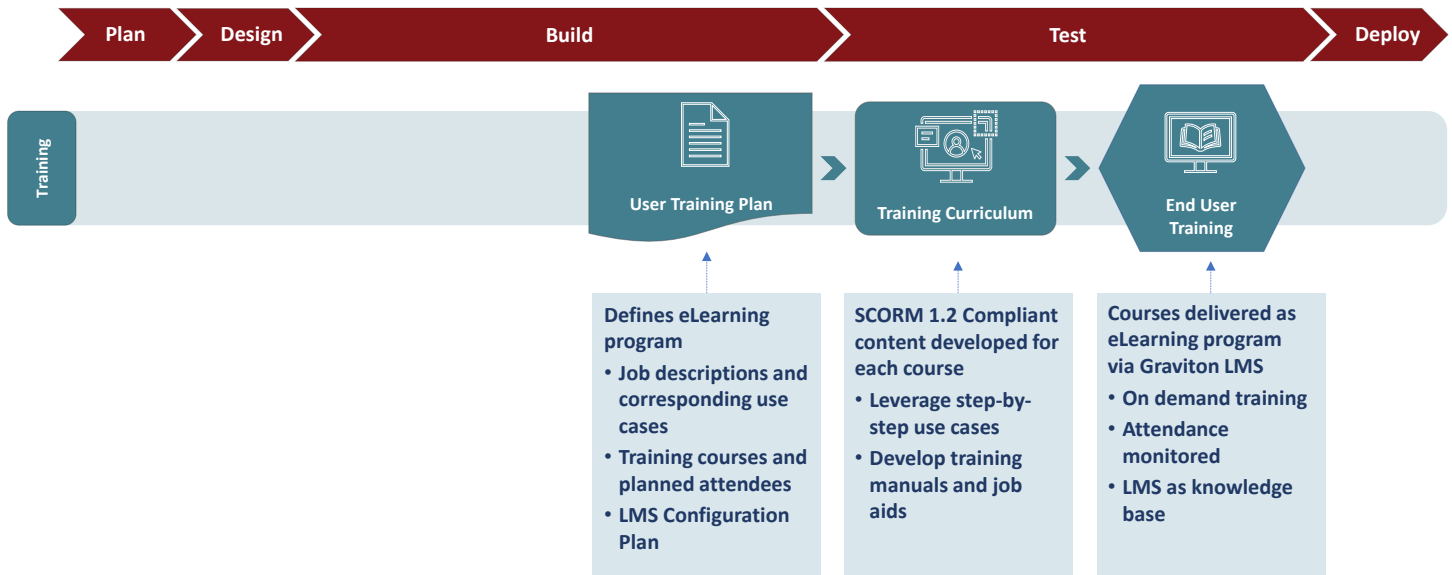 Plan
Design
Build
Test
Deploy
Training
User Training Plan
Training Curriculum
End User
Training
Defines eLearning
program
• Job descriptions and
corresponding use
cases
• Training courses and
planned attendees
• LMS Configuration
Plan
SCORM 1.2 Compliant
content developed for
each course
• Leverage step-by-
step use cases
• Develop training
manuals and job
aids
Courses delivered as
eLearning program
via Graviton LMS
• On demand training
• Attendance
monitored
• LMS as knowledge
base